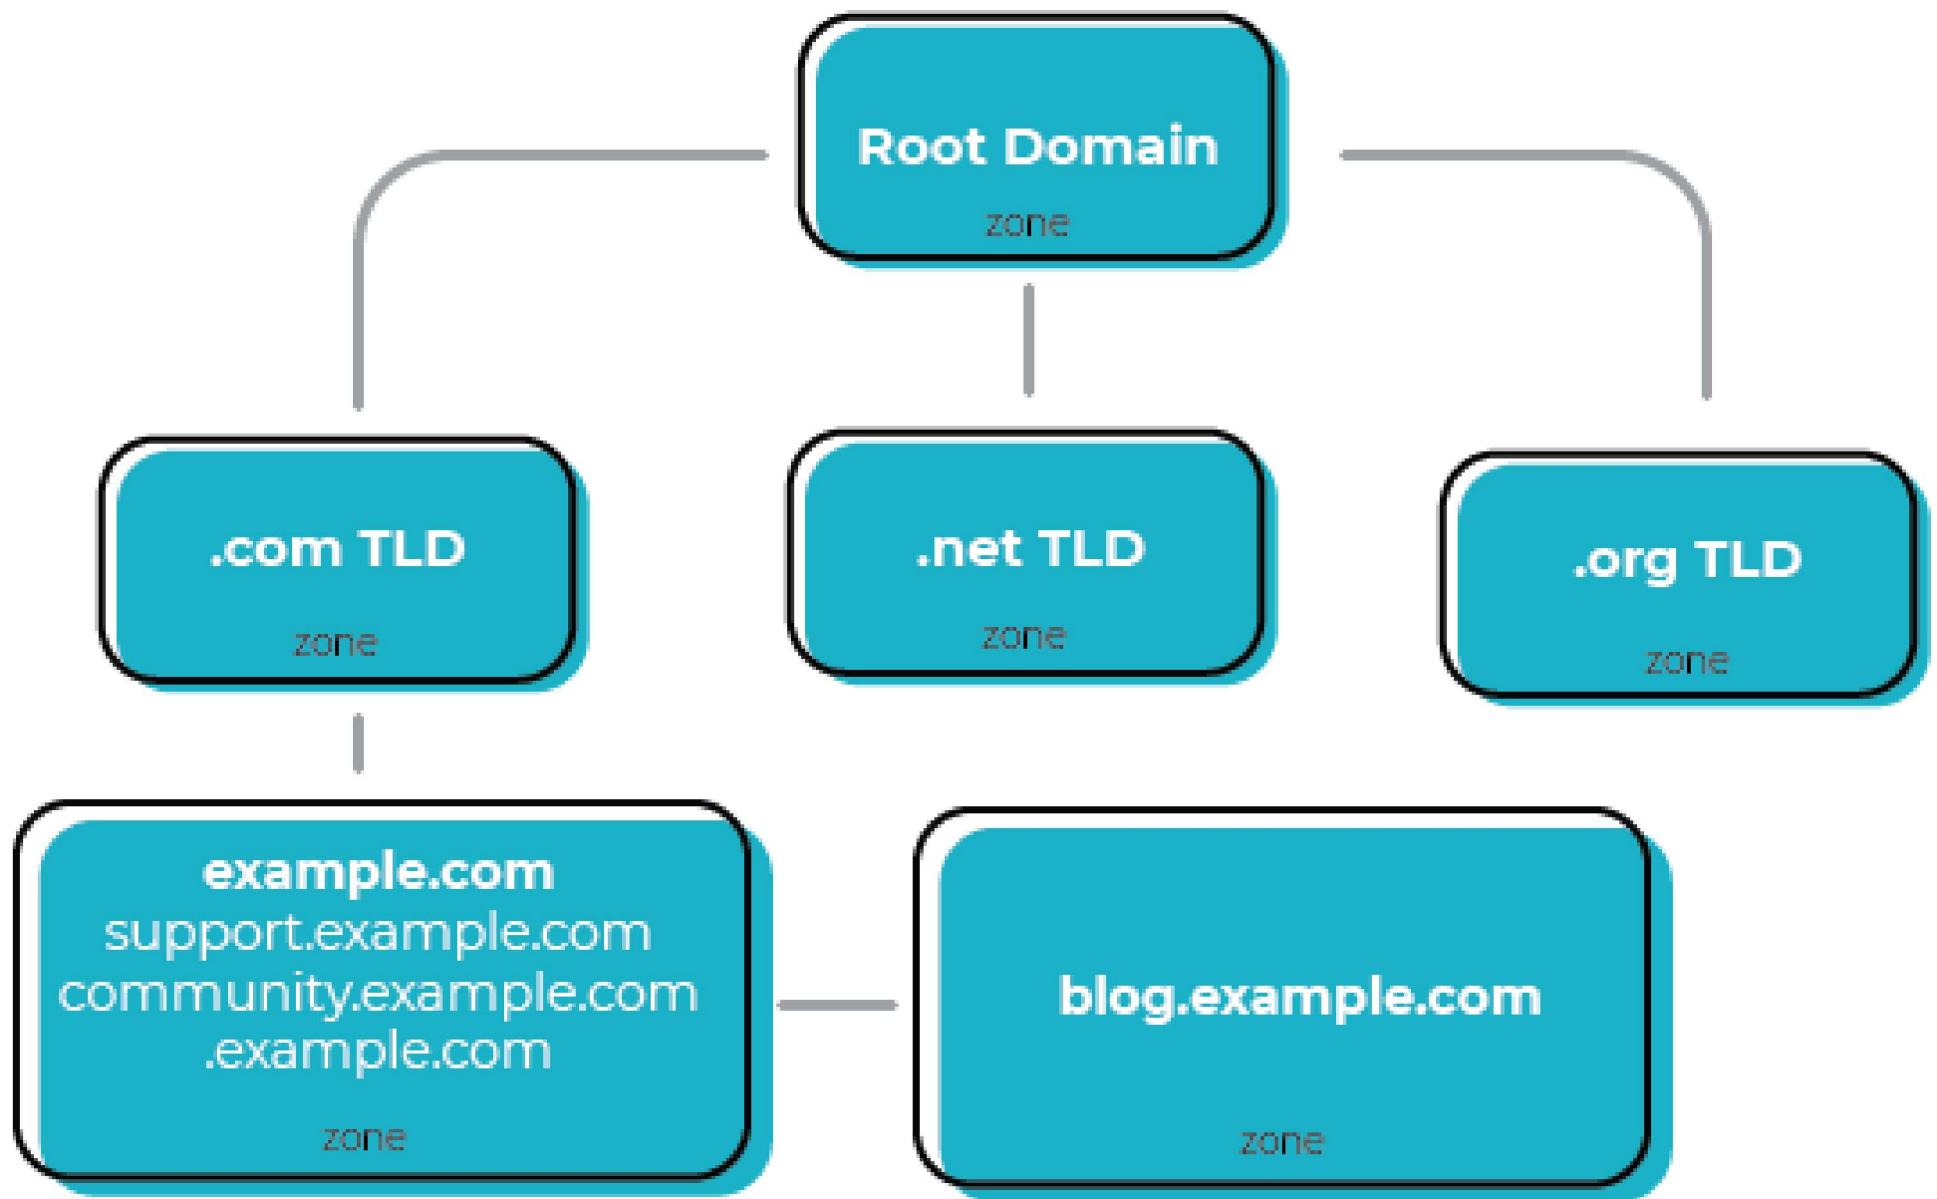 Root Domain
zone
.com TLD
zone
.net TLD
zone
.org TLD
zone
example.com
support.example.com
community.example.com
.example.com
zone
blog.example.com
zone